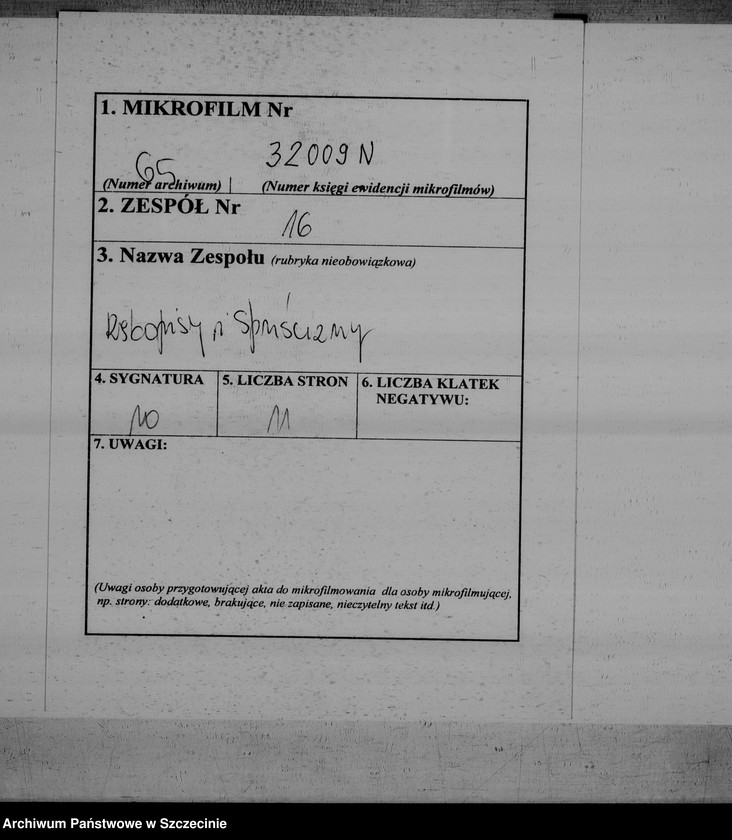 1. MIKROFILM Nr
65 32009 N
(Numer archiwum) (Numer księgi ewidencji mikrofilmów)
2. ZESPÓŁ Nr
16
3. Nazwa Zespołu (rubryka nieobowiązkowa)
Rękopisy i Spuścizny
4. SYGNATURA 5. LICZBA STRON 6. LICZBA KLATEK
NEGATYWU:
11
7. UWAGI:
(Uwagi osoby przygotowującej akta do mikrofilmowania dla osoby mikrofilmującej,
np. strony: dodatkowe, brakujące, nie zapisane, nieczytelny tekst itd.)
Archiwum Państwowe w Szczecinie